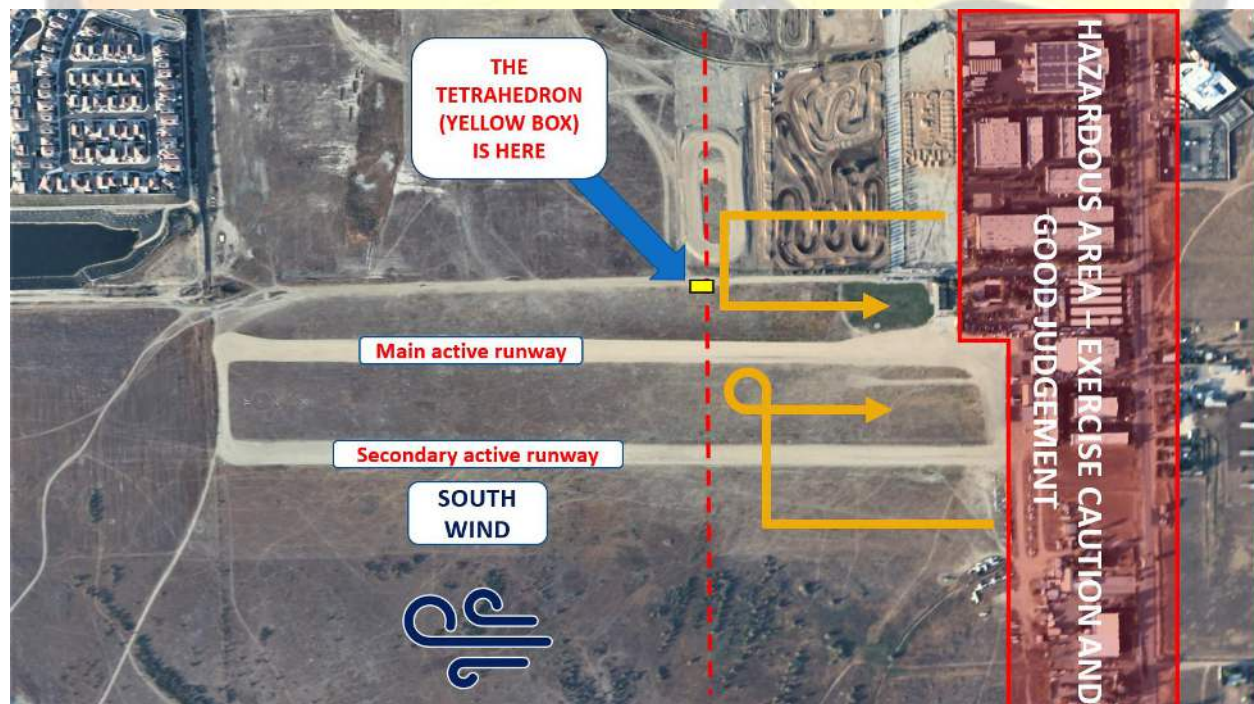 THE
TETRAHEDRON
(YELLOW BOX)
IS HERE
HAZARDOUS AREA – EXERCISE CAUTION AND
GOOD JUDGEMENT
Main active runway
Secondary active runway
SOUTH
WIND